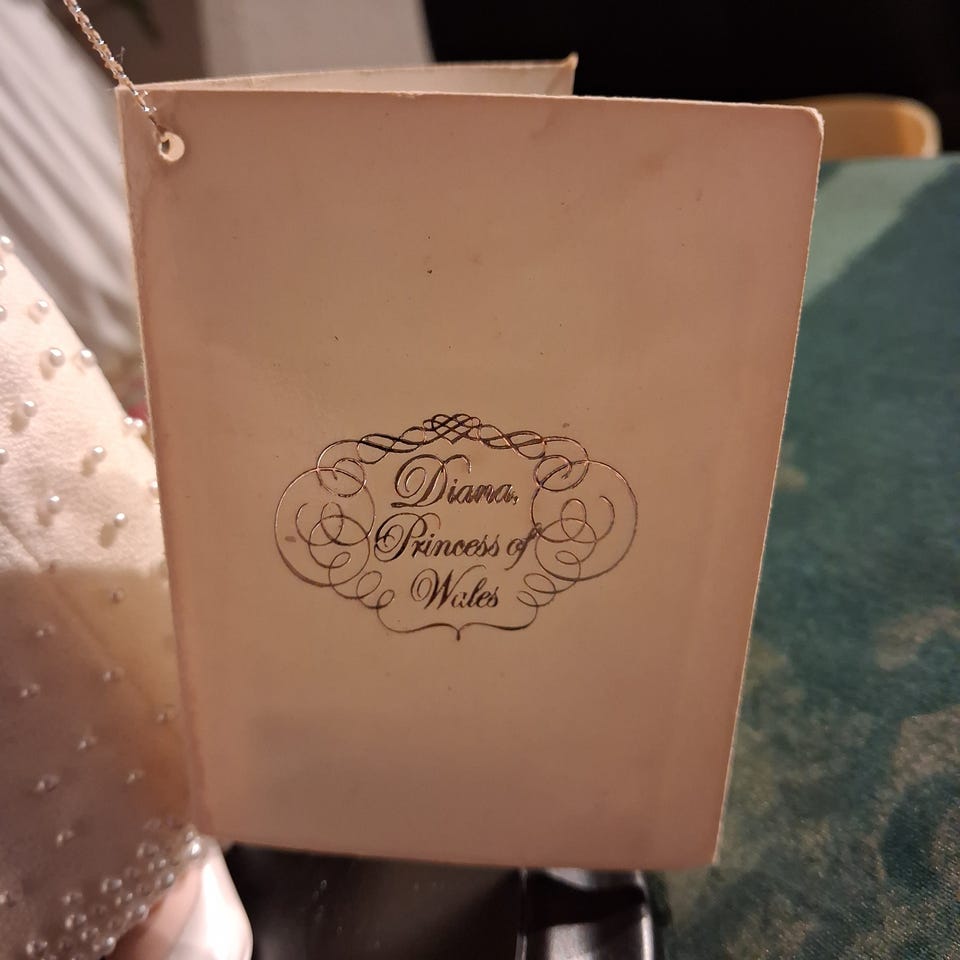 Diana,
Princess of
Wales